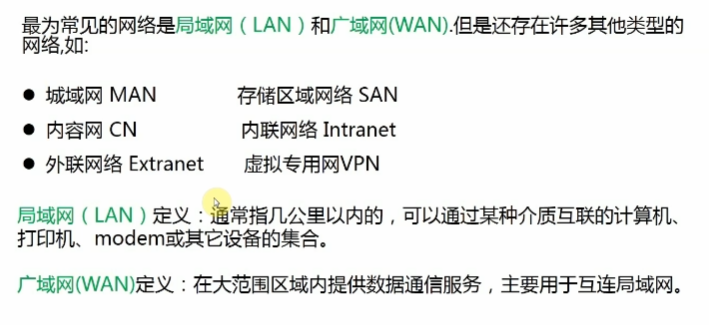 最为常见的网络是局域网（LAN）和广域网(WAN).但是还存在许多其他类型的
网络,如:
● 城域网 MAN 存储区域网络 SAN
● 内容网 CN 内联网络 Intranet
● 外联网络 Extranet 虚拟专用网VPN
局域网（LAN）定义：通常指几公里以内的，可以通过某种介质互联的计算机、
打印机、modem或其它设备的集合。
广域网(WAN)定义：在大范围区域内提供数据通信服务，主要用于互连局域网。